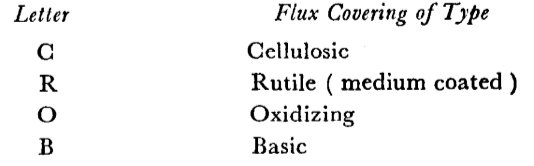 Letter Flux Covering of Type
C Cellulosic
R Rutile ( medium coated )
O Oxidizing
B Basic